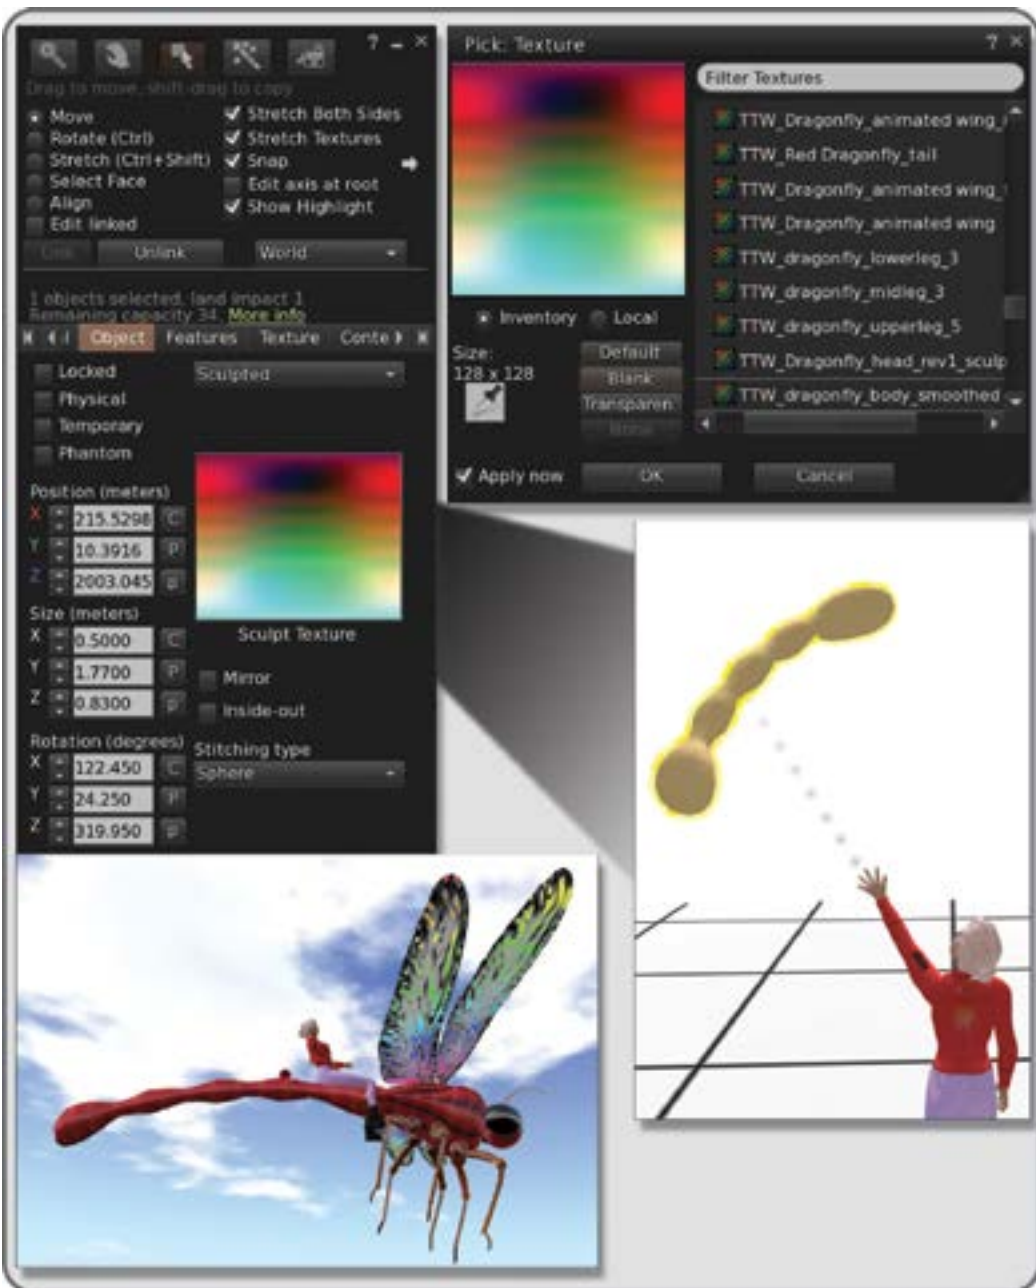 ? – ×
Drag to move, shift-drag to copy
Move
Rotate (Ctrl)
Stretch (Ctrl+Shift)
Select Face
Align
Edit linked
Stretch Both Sides
Stretch Textures
Snap
Edit axis at root
Show Highlight
Link
Unlink
World
1 objects selected, land impact 1
Remaining capacity 34. More info
Object
Features
Texture
Conte
Locked
Physical
Temporary
Phantom
Sculpted
Position (meters)
X 215.5298 C
Y 10.3916 P
Z 2003.045 p
Size (meters)
X 0.5000 C
Y 1.7700 P
Z 0.8300 p
Rotation (degrees)
X 122.450 C
Y 24.250 P
Z 319.950 p
Sculpt Texture
Mirror
Inside-out
Stitching type
Sphere
Pick: Texture ? ×
Filter Textures
TTW_Dragonfly_animated wing_
TTW_Red Dragonfly_tail
TTW_Dragonfly_animated wing_
TTW_Dragonfly_animated wing
TTW_dragonfly_lowerleg_3
TTW_dragonfly_midleg_3
TTW_dragonfly_upperleg_5
TTW_Dragonfly_head_rev1_sculp
TTW_dragonfly_body_smoothed
Inventory
Local
Size:
128 x 128
Default
Blank
Transparen
None
Apply now
OK
Cancel